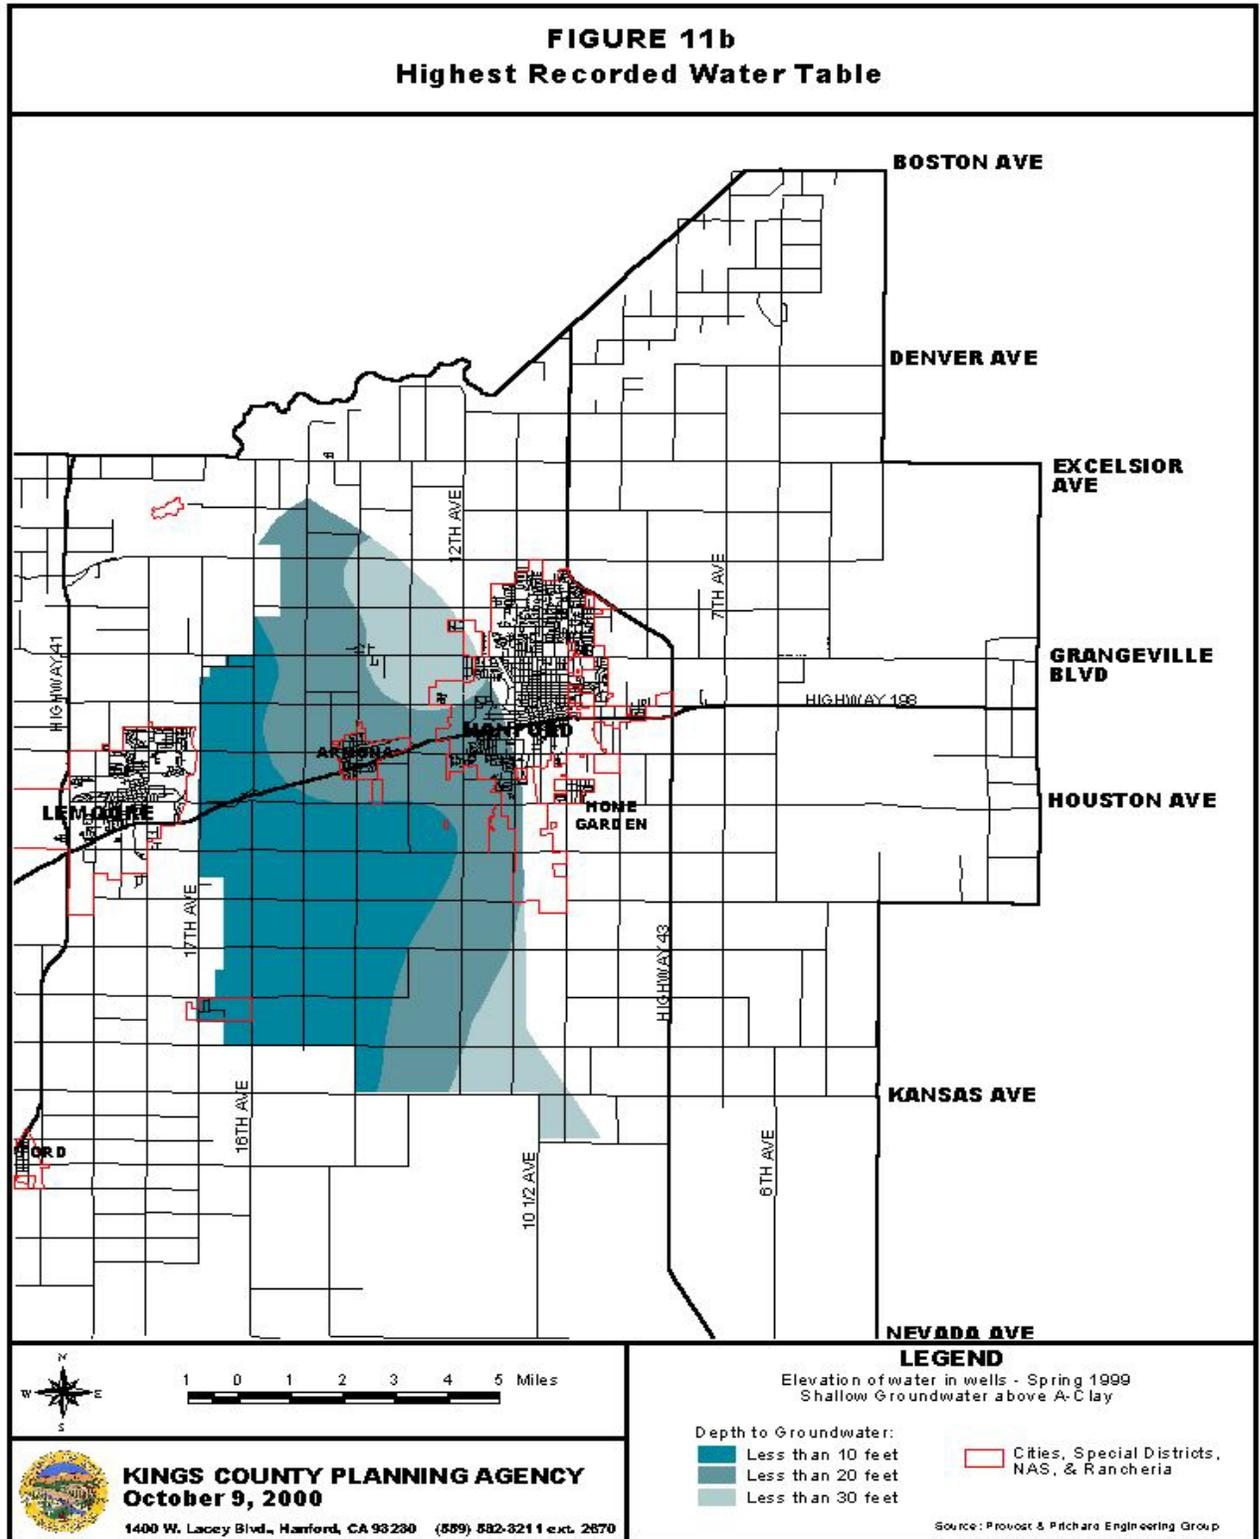 FIGURE 11b
Highest Recorded Water Table
BOSTON AVE
DENVER AVE
EXCELSIOR
AVE
12TH AVE
7TH AVE
HIGHWAY 41
GRANGEVILLE
BLVD
HIGHWAY 198
HANFORD
ARMONA
LEMOORE
HOME
GARDEN
HOUSTON AVE
17TH AVE
HIGHWAY 43
16TH AVE
KANSAS AVE
ORD
10 1/2 AVE
6TH AVE
NEVADA AVE
N
W E
S
1 0 1 2 3 4 5 Miles
LEGEND
Elevation of water in wells - Spring 1999
Shallow Groundwater above A-Clay
Depth to Groundwater:
Less than 10 feet
Less than 20 feet
Less than 30 feet
Cities, Special Districts,
NAS, & Rancheria
KINGS COUNTY PLANNING AGENCY
October 9, 2000
1400 W. Lacey Blvd., Hanford, CA 93230 (559) 582-3211 ext. 2670
Source: Provost & Prichard Engineering Group